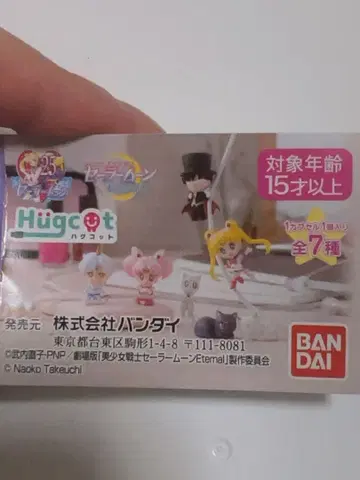 対象年齢
15才以上
セーラームーン
Hügcot
ハグコット
1カプセル1個入り
全7種
発売元 株式会社バンダイ
東京都台東区駒形1-4-8 〒111-8081
©武内直子・PNP/劇場版「美少女戦士セーラームーンEternal」製作委員会
© Naoko Takeuchi
BAN
DAI